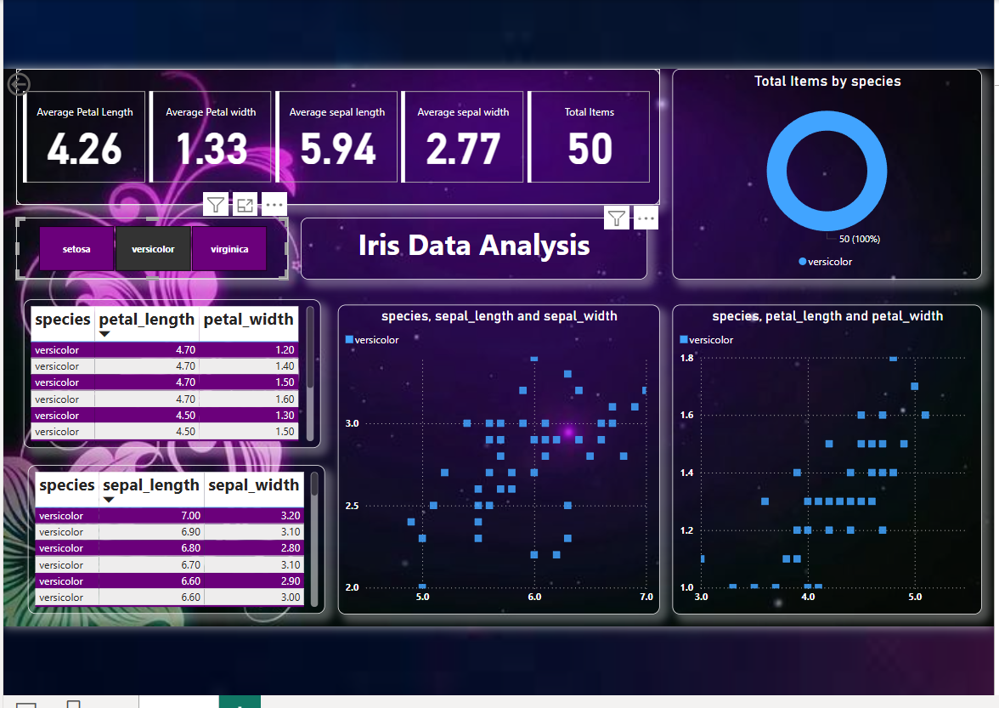 Total Items by species
Average Petal Length
Average Petal width
Average sepal length
Average sepal width
Total Items
4.26
1.33
5.94
2.77
50
50 (100%)
versicolor
setosa
versicolor
virginica
Iris Data Analysis
species petal_length petal_width
versicolor 4.70 1.20
versicolor 4.70 1.40
versicolor 4.70 1.50
versicolor 4.70 1.60
versicolor 4.50 1.30
versicolor 4.50 1.50
species sepal_length sepal_width
versicolor 7.00 3.20
versicolor 6.90 3.10
versicolor 6.80 2.80
versicolor 6.70 3.10
versicolor 6.60 2.90
versicolor 6.60 3.00
species, sepal_length and sepal_width
versicolor
3.0
2.5
2.0
5.0 6.0 7.0
species, petal_length and petal_width
versicolor
1.8
1.6
1.4
1.2
1.0
3.0 4.0 5.0